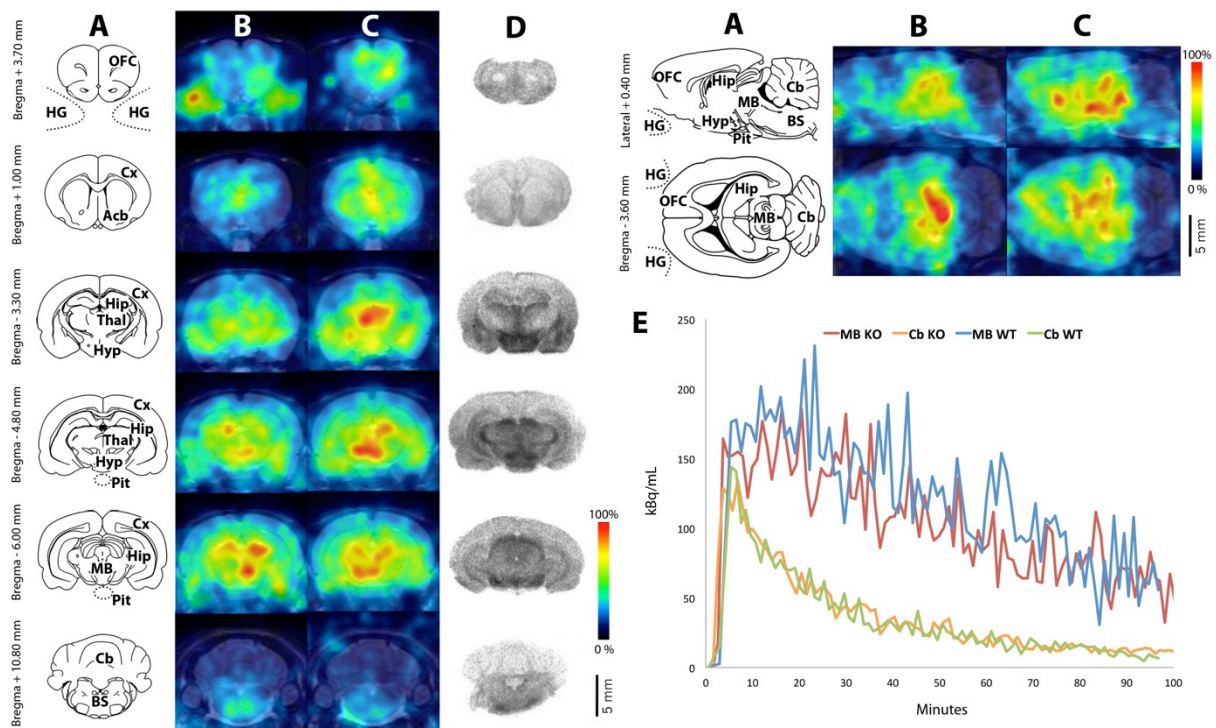 A B C D
Bregma + 3.70 mm
OFC
HG HG
Bregma + 1.00 mm
Cx
Acb
Bregma - 3.30 mm
Cx
Hip
Thal
Hyp
Bregma - 4.80 mm
Cx
Hip
Thal
Hyp
Pit
Bregma - 6.00 mm
Cx
Hip
MB
Pit
Bregma + 10.80 mm
Cb
BS
100%
0 %
5 mm
A B C
Lateral + 0.40 mm
OFC Hip Cb
MB
Hyp BS
HG
Pit
Bregma - 3.60 mm
HG
Hip
OFC MB Cb
HG
100%
0 %
5 mm
E
MB KO Cb KO MB WT Cb WT
kBq/mL
250
200
150
100
50
0
0 10 20 30 40 50 60 70 80 90 100
Minutes